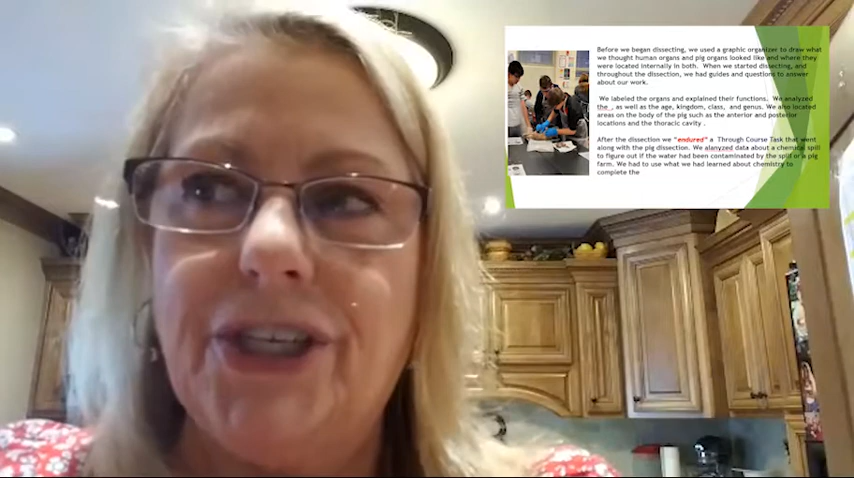 Before we began dissecting, we used a graphic organizer to draw what
we thought human organs and pig organs looked like and where they
were located internally in both. When we started dissecting, and
throughout the dissection, we had guides and questions to answer
about our work.
We labeled the organs and explained their functions. We analyzed
the , as well as the age, kingdom, class, and genus. We also located
areas on the body of the pig such as the anterior and posterior
locations and the thoracic cavity .
After the dissection we "endured" a Through Course Task that went
along with the pig dissection. We alanyzed data about a chemical spill
to figure out if the water had been contaminated by the spill or a pig
farm. We had to use what we had learned about chemistry to
complete the